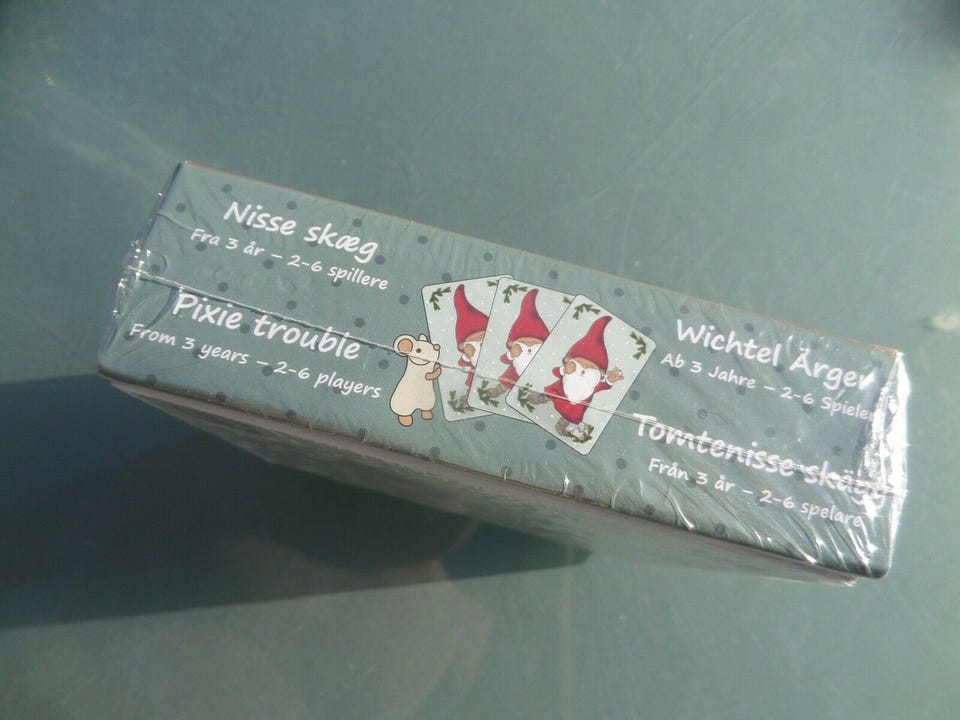 Nisse skæg
Fra 3 år – 2-6 spillere
Pixie trouble
From 3 years – 2-6 players
Wichtel Ärger
Ab 3 Jahre – 2-6 Spieler
Tomtenisse skägg
Från 3 år – 2-6 spelare